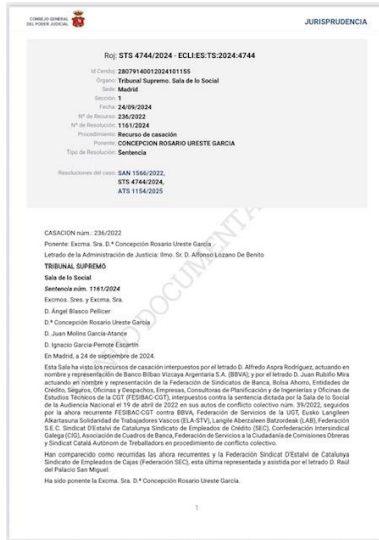 CONSEJO GENERAL
DEL PODER JUDICIAL
JURISPRUDENCIA
Roj: STS 4744/2024 - ECLI:ES:TS:2024:4744
Id Cendoj: 28079140012024101155
Órgano: Tribunal Supremo. Sala de lo Social
Sede: Madrid
Sección: 1
Fecha: 24/09/2024
Nº de Recurso: 236/2022
Nº de Resolución: 1161/2024
Procedimiento: Recurso de casación
Ponente: CONCEPCION ROSARIO URESTE GARCIA
Tipo de Resolución: Sentencia
Resoluciones del caso: SAN 1566/2022,
STS 4744/2024,
ATS 1154/2025
CASACION núm.: 236/2022
Ponente: Excma. Sra. D.ª Concepción Rosario Ureste García
Letrado de la Administración de Justicia: Ilmo. Sr. D. Alfonso Lozano De Benito
TRIBUNAL SUPREMO
Sala de lo Social
Sentencia núm. 1161/2024
Excmos. Sres. y Excma. Sra.
D. Ángel Blasco Pellicer
D.ª Concepción Rosario Ureste García
D. Juan Molins García-Atance
D. Ignacio Garcia-Perrote Escartín
En Madrid, a 24 de septiembre de 2024.
Esta Sala ha visto los recursos de casación interpuestos por el letrado D. Alfredo Aspra Rodríguez, actuando en
nombre y representación de Banco Bilbao Vizcaya Argentaria S.A. (BBVA); y por el letrado D. Juan Rubiño Mira
actuando en nombre y representación de la Federación de Sindicatos de Banca, Bolsa Ahorro, Entidades de
Crédito, Seguros, Oficinas y Despachos, Empresas, Consultoras de Planificación y de Ingenierías y Oficinas de
Estudios Técnicos de la CGT (FESIBAC-CGT), interpuestos contra la sentencia dictada por la Sala de lo Social
de la Audiencia Nacional el 19 de abril de 2022 en sus autos de conflicto colectivo núm. 39/2022, seguidos
por la ahora recurrente FESIBAC-CGT contra BBVA, Federación de Servicios de la UGT, Eusko Langileen
Alkartasuna Solidaridad de Trabajadores Vascos (ELA-STV), Langile Aberzaleen Batzordeak (LAB), Federación
S.E.C. Sindicat D'Estalvi de Catalunya Sindicato de Empleados de Crédito (SEC), Confederación Intersindical
Galega (CIG), Asociación de Cuadros de Banca, Federación de Servicios a la Ciudadanía de Comisiones Obreras
y Sindicat Catalá Autònom de Treballadors en procedimiento de conflicto colectivo.
Han comparecido como recurridas las ahora recurrentes y la Federación Sindicat D'Estalvi de Catalunya
Sindicato de Empleados de Cajas (Federación SEC), esta última representada y asistida por el letrado D. Raúl
del Palacio San Miguel.
Ha sido ponente la Excma. Sra. D.ª Concepción Rosario Ureste García.
1